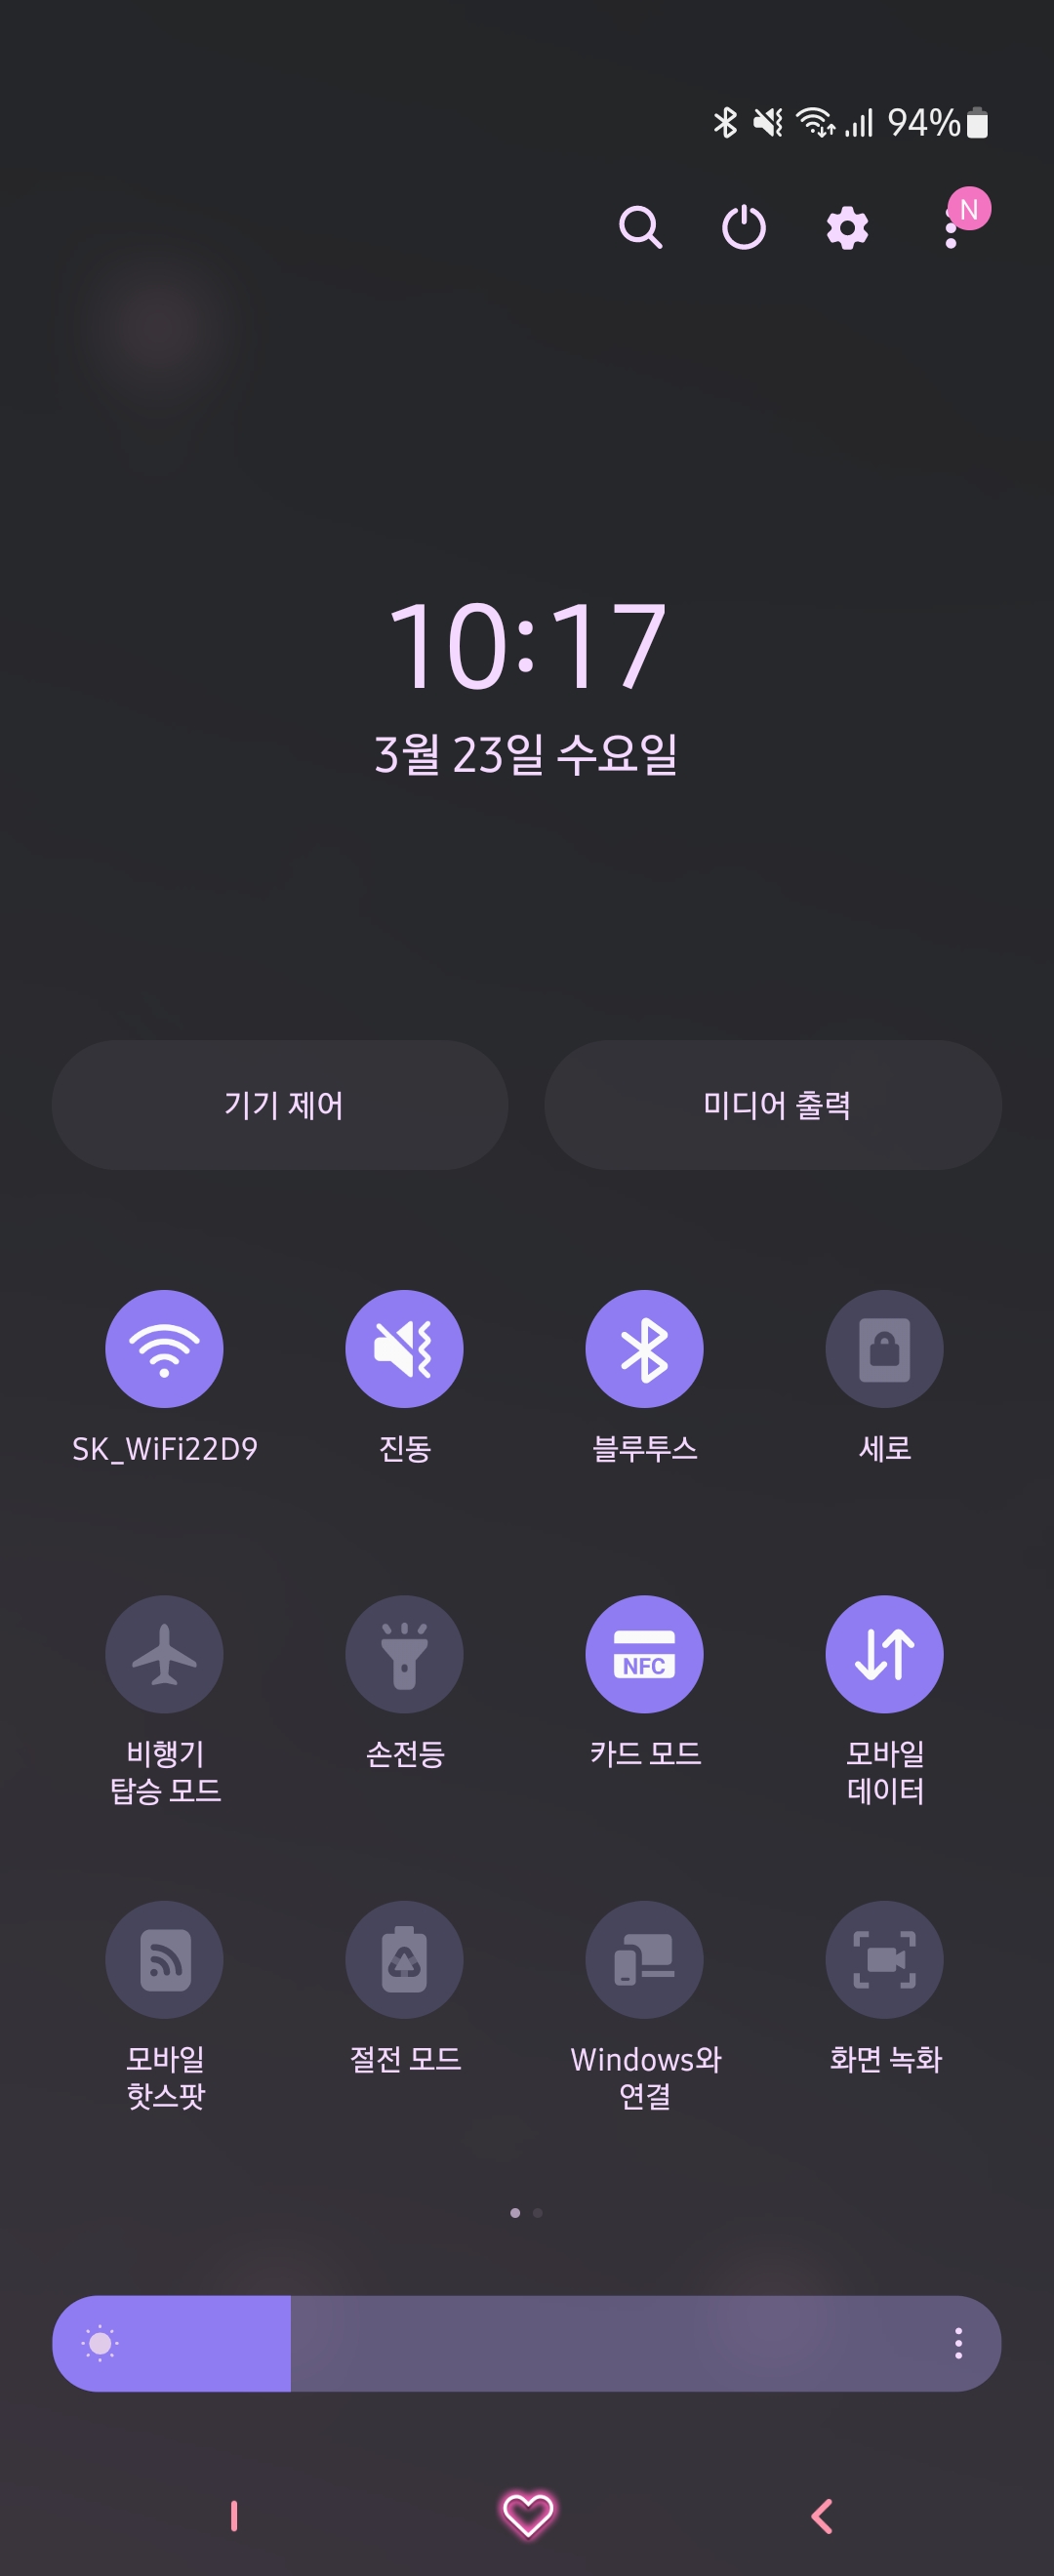 94%
N
10:17
3월 23일 수요일
기기 제어
미디어 출력
SK_WiFi22D9
진동
블루투스
세로
비행기
탑승 모드
손전등
NFC
카드 모드
모바일
데이터
모바일
핫스팟
절전 모드
Windows와
연결
화면 녹화